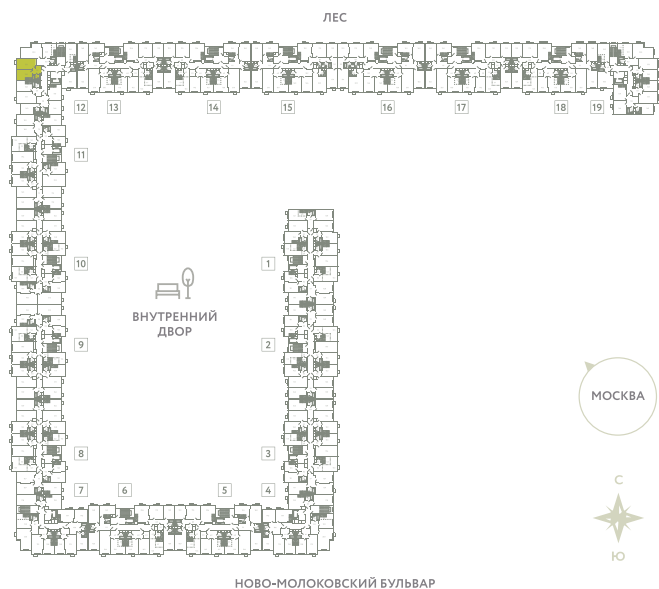 ЛЕС
12 13 14 15 16 17 18 19
11
10 1
ВНУТРЕННИЙ
ДВОР
9 2
МОСКВА
8 3
С
7 6 5 4
Ю
НОВО-МОЛОКОВСКИЙ БУЛЬВАР